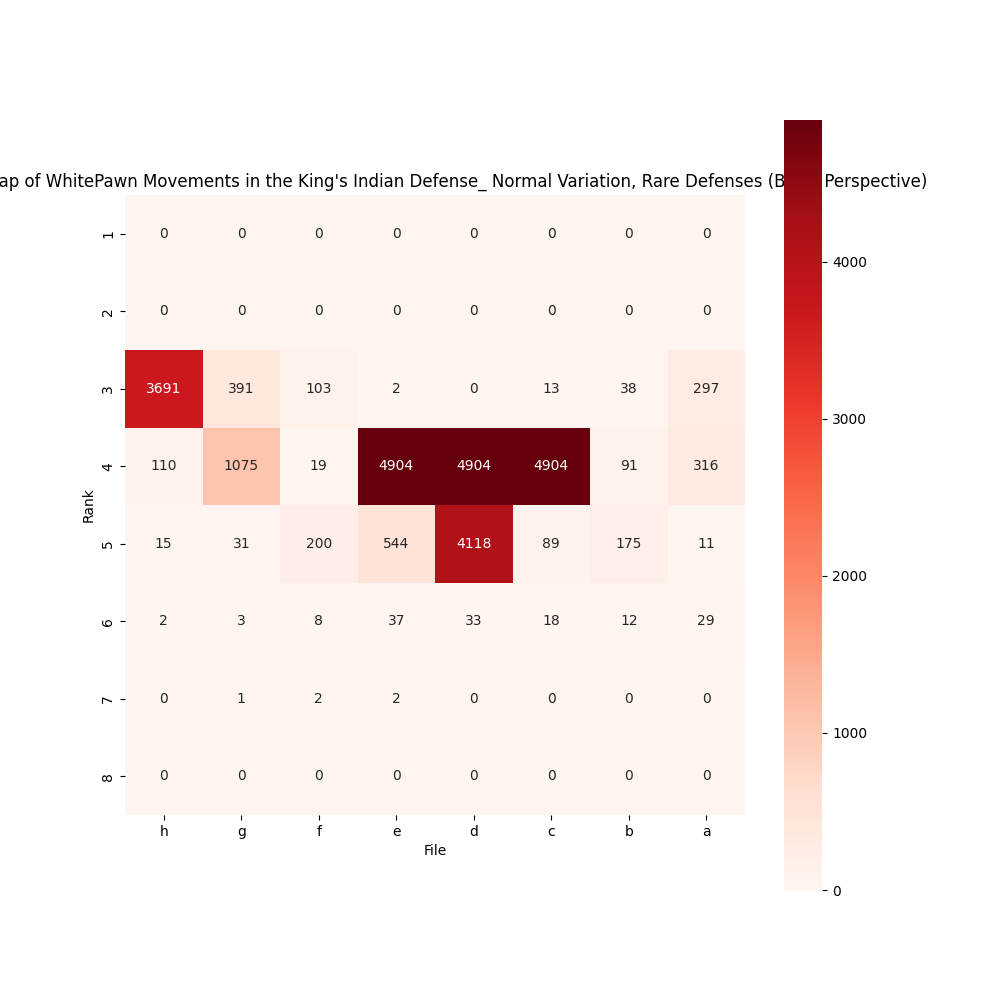 ap of WhitePawn Movements in the King's Indian Defense_ Normal Variation, Rare Defenses (B Perspective)
1 0 0 0 0 0 0 0 0
2 0 0 0 0 0 0 0 0
3 3691 391 103 2 0 13 38 297
4 110 1075 19 4904 4904 4904 91 316
5 15 31 200 544 4118 89 175 11
6 2 3 8 37 33 18 12 29
7 0 1 2 2 0 0 0 0
8 0 0 0 0 0 0 0 0
h g f e d c b a
File
Rank
4000
3000
2000
1000
0